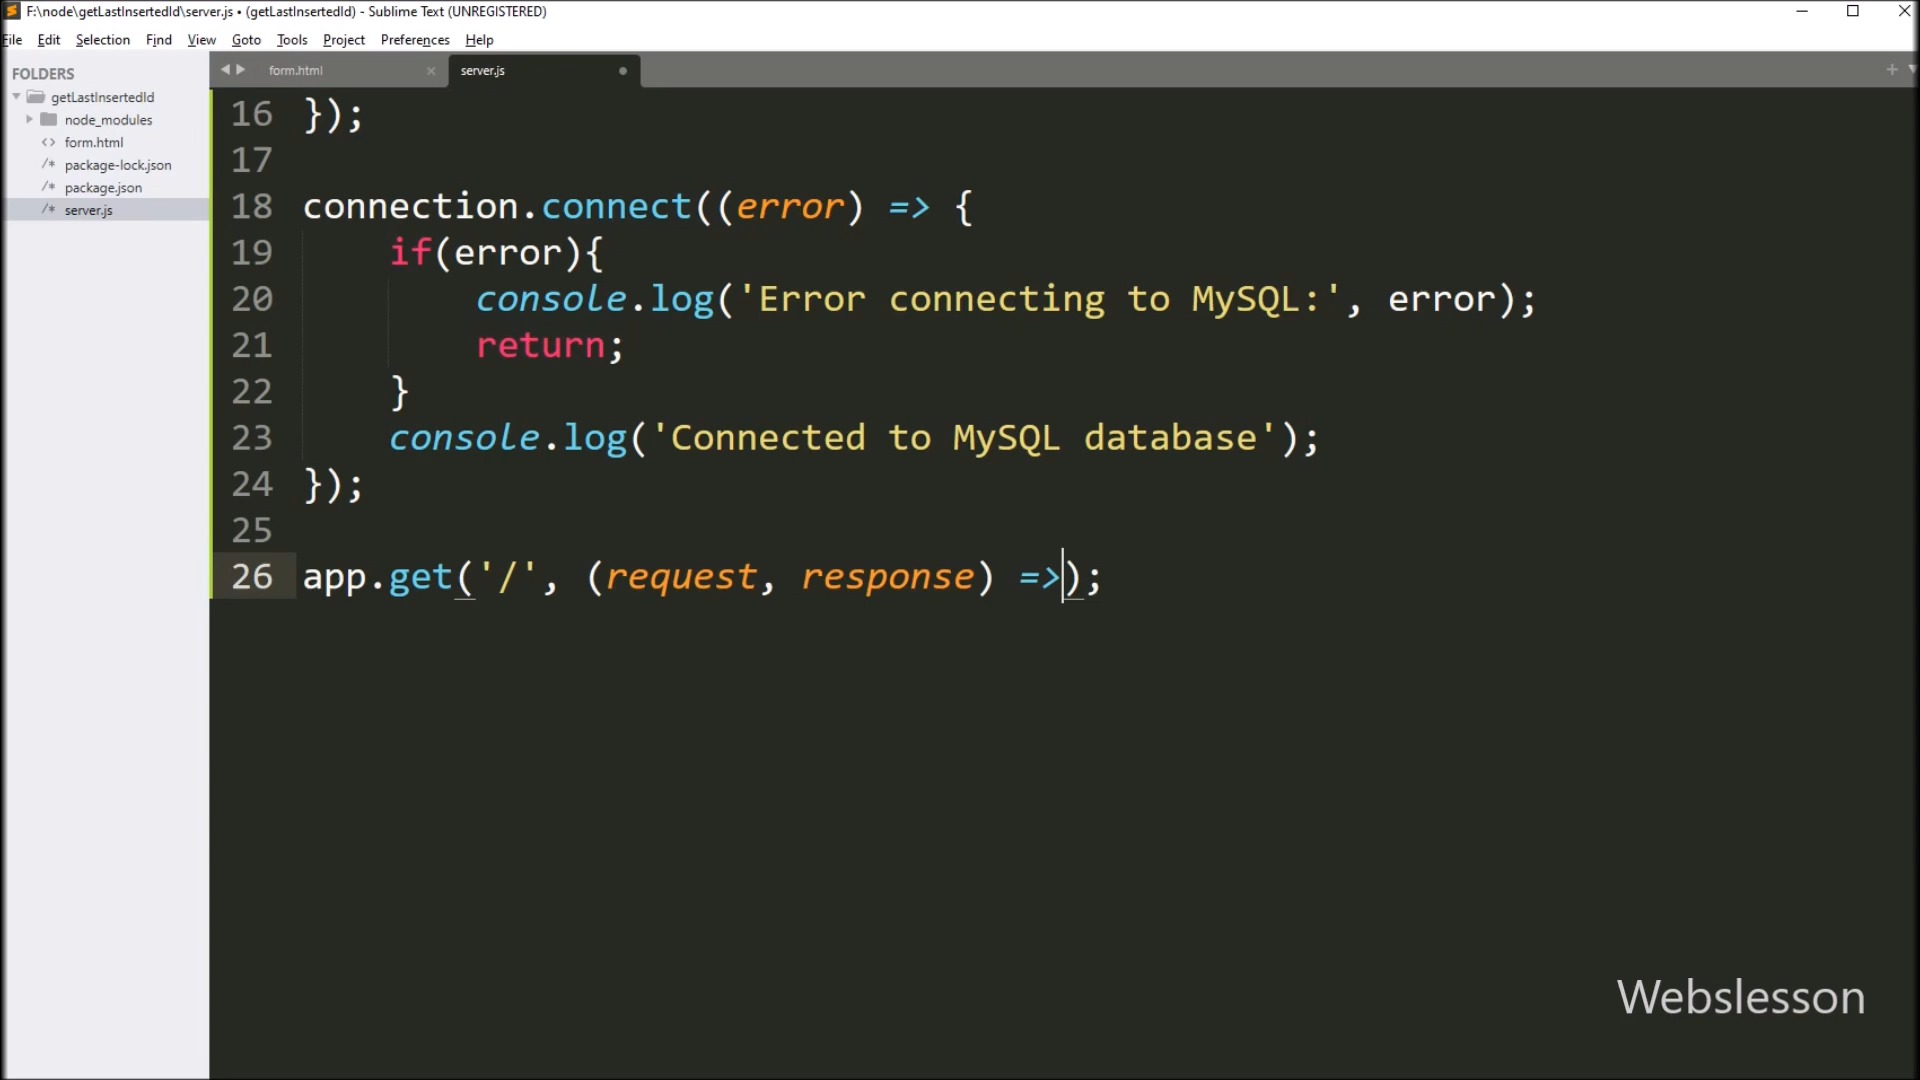 F:\node\getLastInsertedId\server.js • (getLastInsertedId) - Sublime Text (UNREGISTERED)
File Edit Selection Find View Goto Tools Project Preferences Help
FOLDERS
getLastInsertedId
node_modules
form.html
package-lock.json
package.json
server.js
form.html server.js
16 });
17
18 connection.connect((error) => {
19 if(error){
20 console.log('Error connecting to MySQL:', error);
21 return;
22 }
23 console.log('Connected to MySQL database');
24 });
25
26 app.get('/', (request, response) =>);
Webslesson